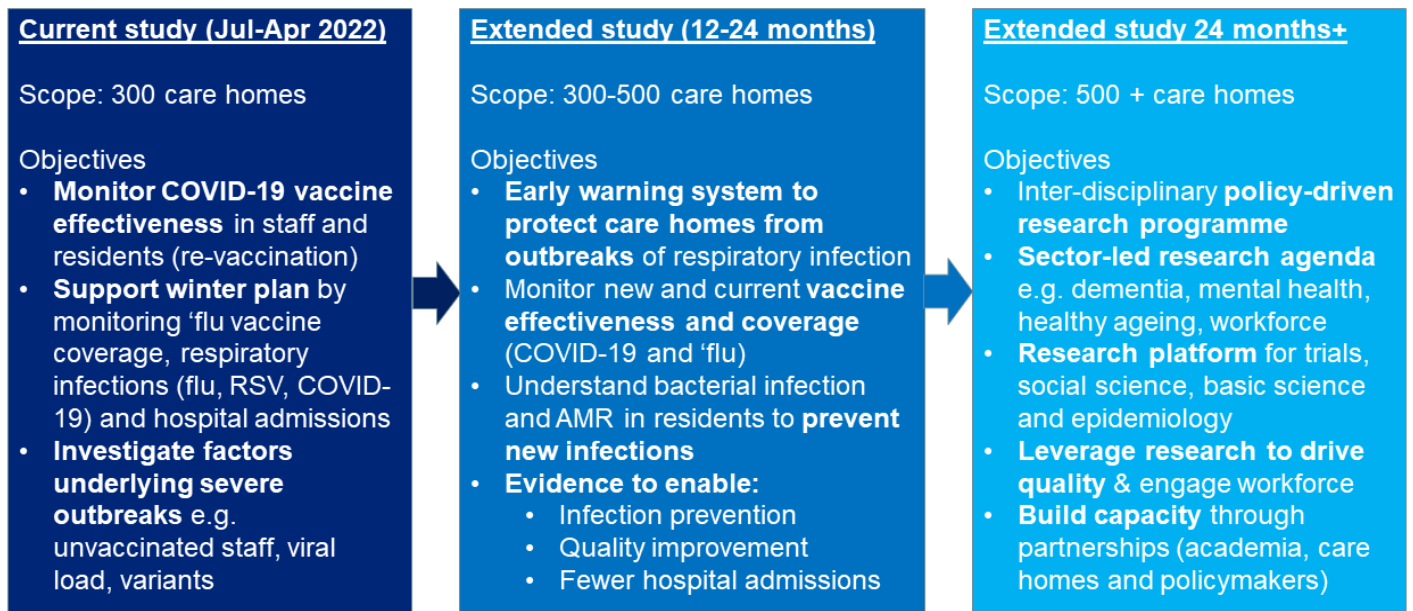 Current study (Jul-Apr 2022)
Scope: 300 care homes
Objectives
• Monitor COVID-19 vaccine
effectiveness in staff and
residents (re-vaccination)
• Support winter plan by
monitoring ‘flu vaccine
coverage, respiratory
infections (flu, RSV, COVID-
19) and hospital admissions
• Investigate factors
underlying severe
outbreaks e.g.
unvaccinated staff, viral
load, variants
Extended study (12-24 months)
Scope: 300-500 care homes
Objectives
• Early warning system to
protect care homes from
outbreaks of respiratory infection
• Monitor new and current vaccine
effectiveness and coverage
(COVID-19 and ‘flu)
• Understand bacterial infection
and AMR in residents to prevent
new infections
• Evidence to enable:
• Infection prevention
• Quality improvement
• Fewer hospital admissions
Extended study 24 months+
Scope: 500 + care homes
Objectives
• Inter-disciplinary policy-driven
research programme
• Sector-led research agenda
e.g. dementia, mental health,
healthy ageing, workforce
• Research platform for trials,
social science, basic science
and epidemiology
• Leverage research to drive
quality & engage workforce
• Build capacity through
partnerships (academia, care
homes and policymakers)